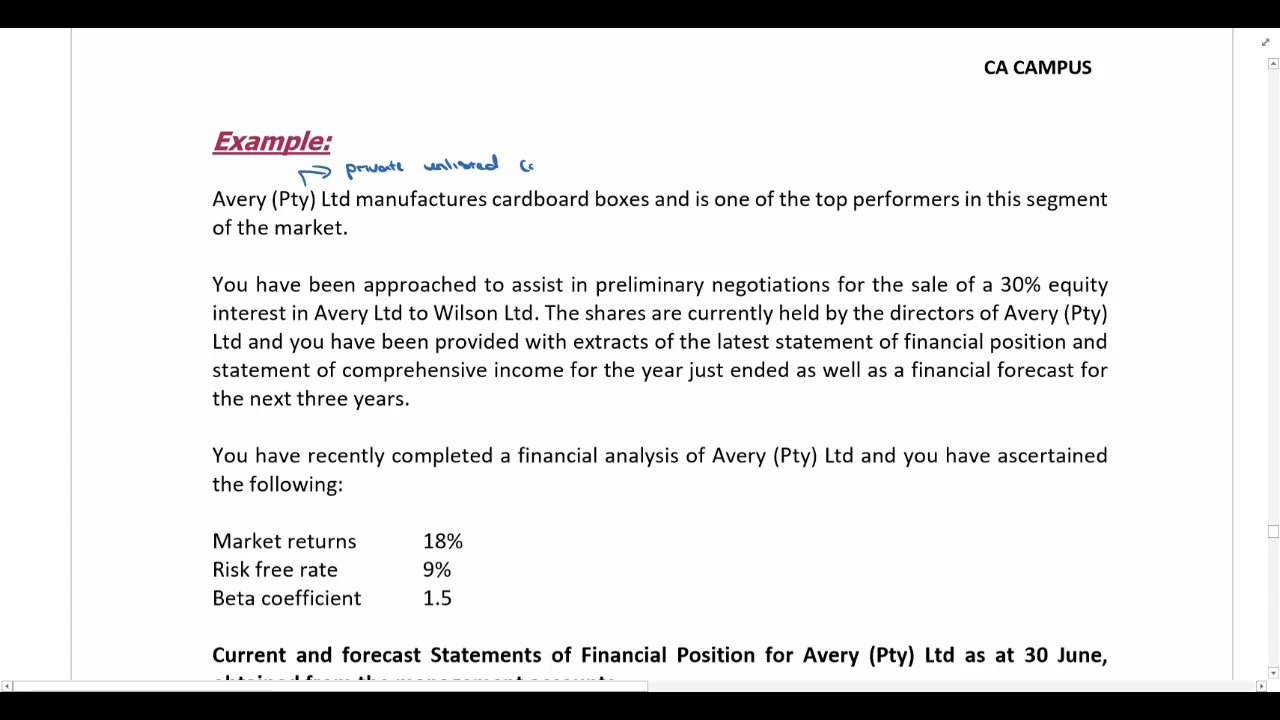 CA CAMPUS
Example:
private unlisted co
Avery (Pty) Ltd manufactures cardboard boxes and is one of the top performers in this segment
of the market.
You have been approached to assist in preliminary negotiations for the sale of a 30% equity
interest in Avery Ltd to Wilson Ltd. The shares are currently held by the directors of Avery (Pty)
Ltd and you have been provided with extracts of the latest statement of financial position and
statement of comprehensive income for the year just ended as well as a financial forecast for
the next three years.
You have recently completed a financial analysis of Avery (Pty) Ltd and you have ascertained
the following:
Market returns 18%
Risk free rate 9%
Beta coefficient 1.5
Current and forecast Statements of Financial Position for Avery (Pty) Ltd as at 30 June,
obtained from the management accounts